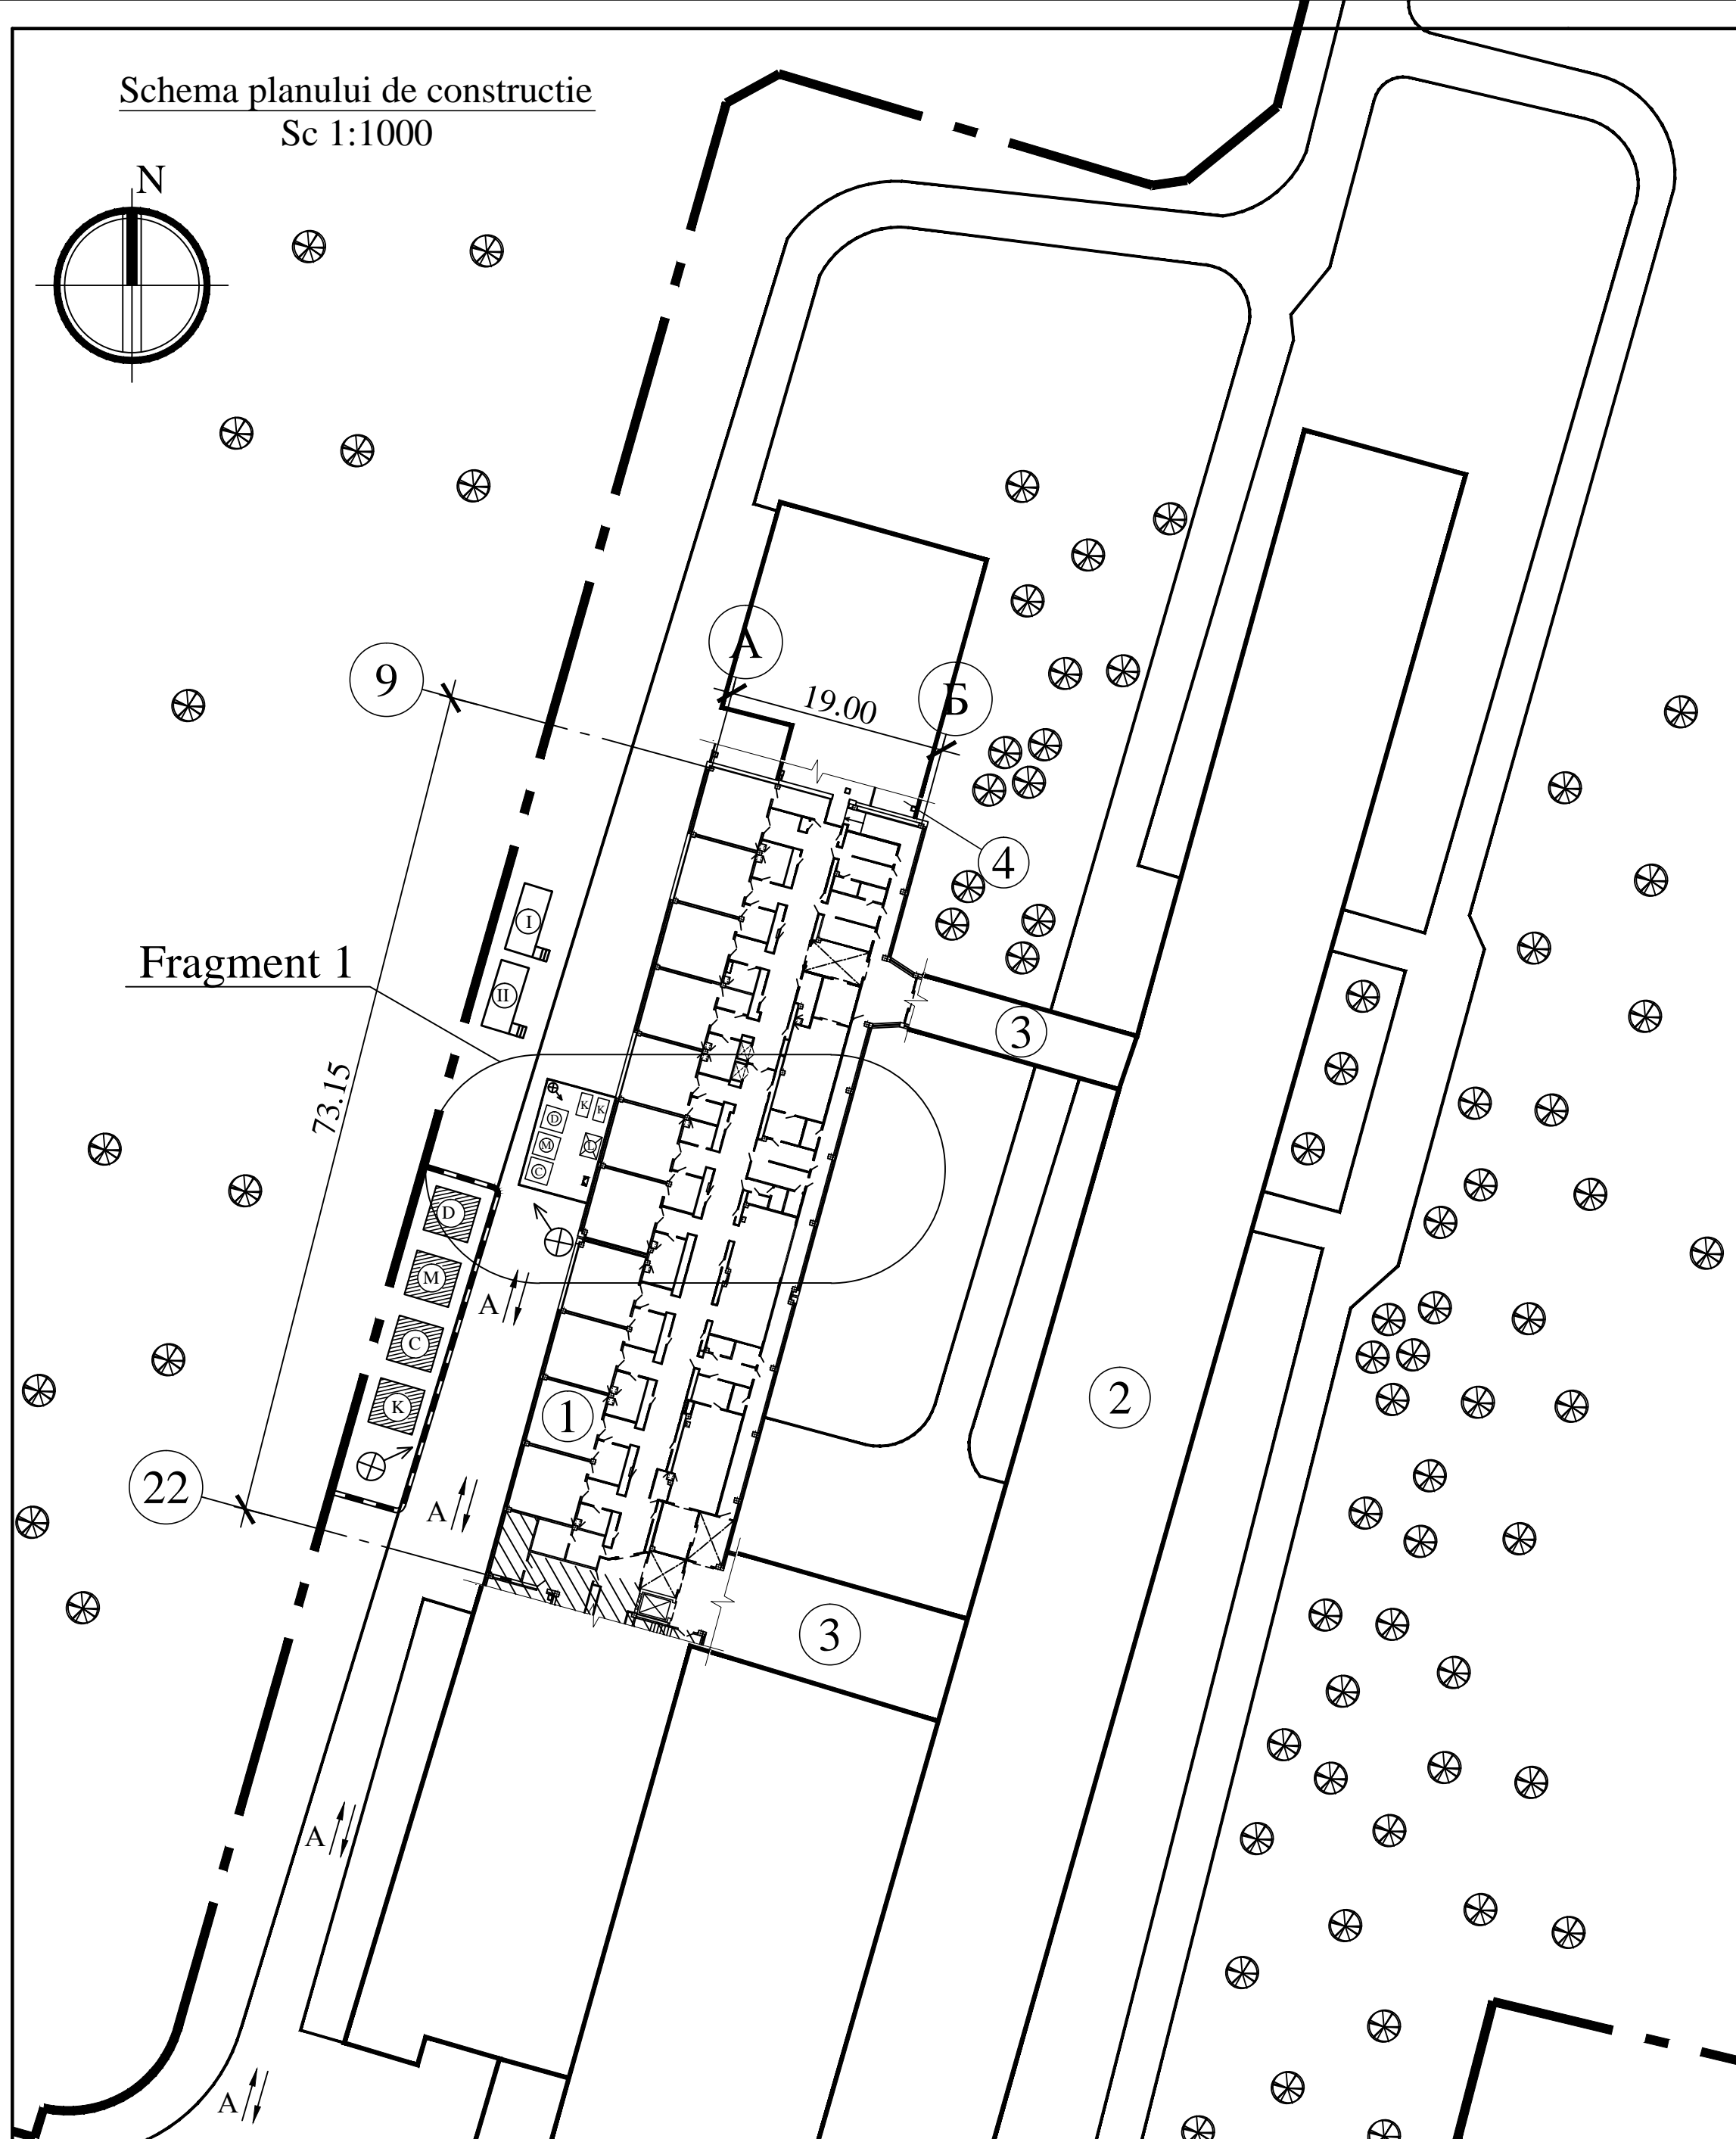 Schema planului de constructie
Sc 1:1000
N
А
9
Б
19.00
4
I
Fragment 1
II
3
73.15
K
K
D
M
L
C
D
M
A
C
1
2
K
22
A
3
A
A